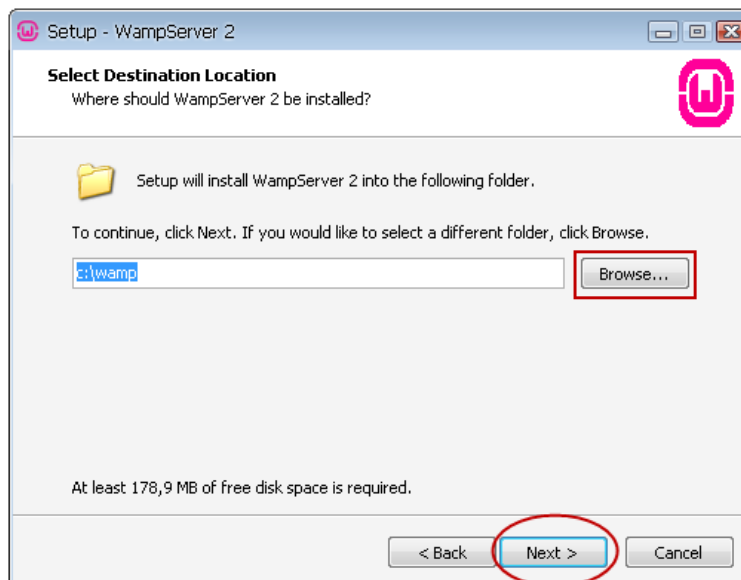 Setup - WampServer 2
Select Destination Location
Where should WampServer 2 be installed?
Setup will install WampServer 2 into the following folder.
To continue, click Next. If you would like to select a different folder, click Browse.
c:\wamp
Browse...
At least 178,9 MB of free disk space is required.
< Back
Next >
Cancel